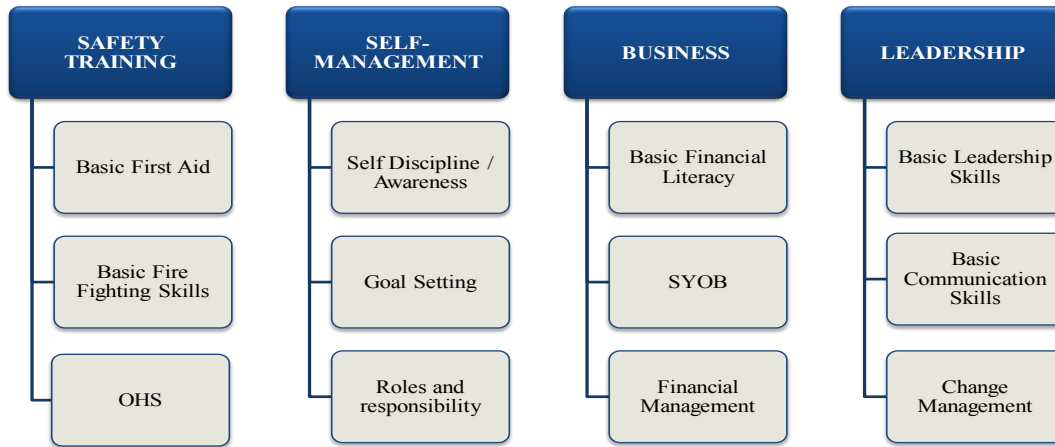 SAFETY
TRAINING
Basic First Aid
Basic Fire
Fighting Skills
OHS
SELF-
MANAGEMENT
Self Discipline /
Awareness
Goal Setting
Roles and
responsibility
BUSINESS
Basic Financial
Literacy
SYOB
Financial
Management
LEADERSHIP
Basic Leadership
Skills
Basic
Communication
Skills
Change
Management